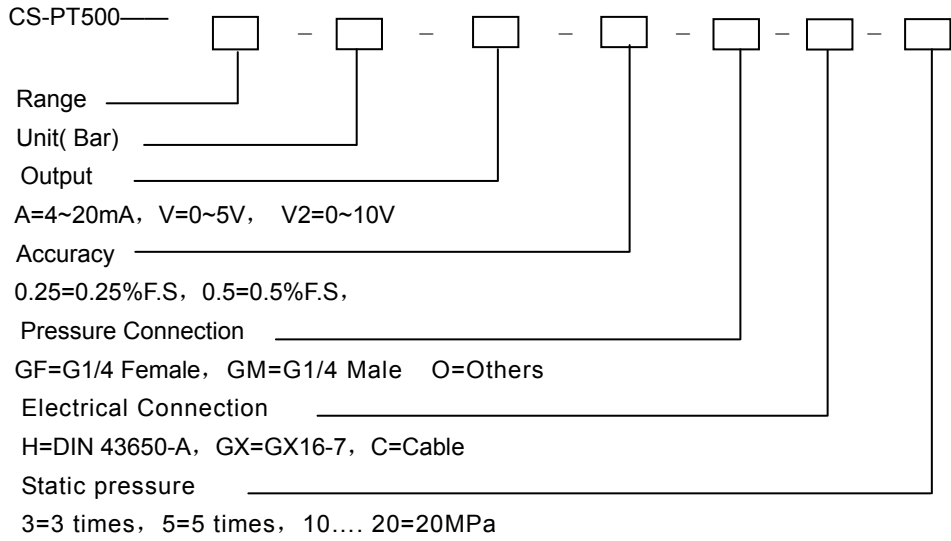 CS-PT500—— – – – – – –
Range
Unit( Bar)
Output
A=4~20mA，V=0~5V， V2=0~10V
Accuracy
0.25=0.25%F.S，0.5=0.5%F.S，
Pressure Connection
GF=G1/4 Female，GM=G1/4 Male O=Others
Electrical Connection
H=DIN 43650-A，GX=GX16-7，C=Cable
Static pressure
3=3 times，5=5 times，10.... 20=20MPa